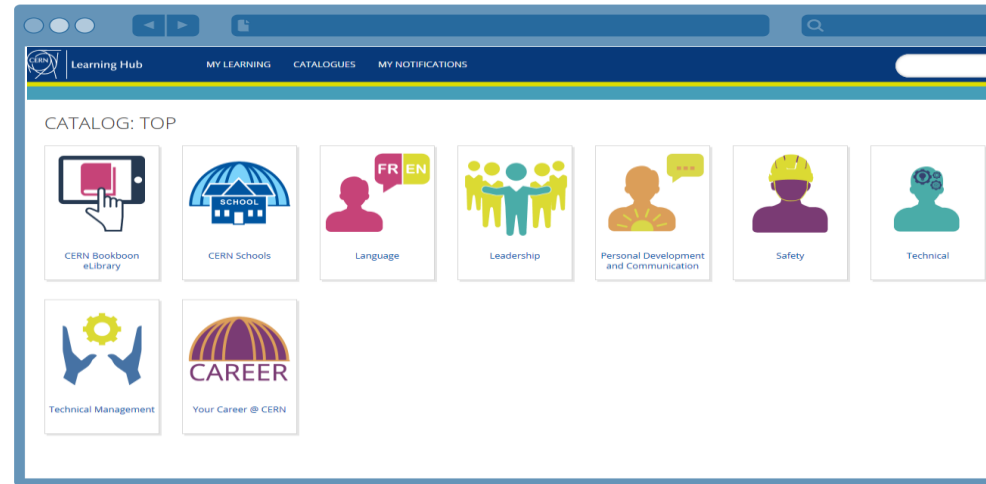 CERN
Learning Hub
MY LEARNING
CATALOGUES
MY NOTIFICATIONS
CATALOG: TOP
CERN Bookboon
eLibrary
SCHOOL
CERN Schools
FR EN
Language
Leadership
Personal Development
and Communication
Safety
Technical
Technical Management
CAREER
Your Career @ CERN